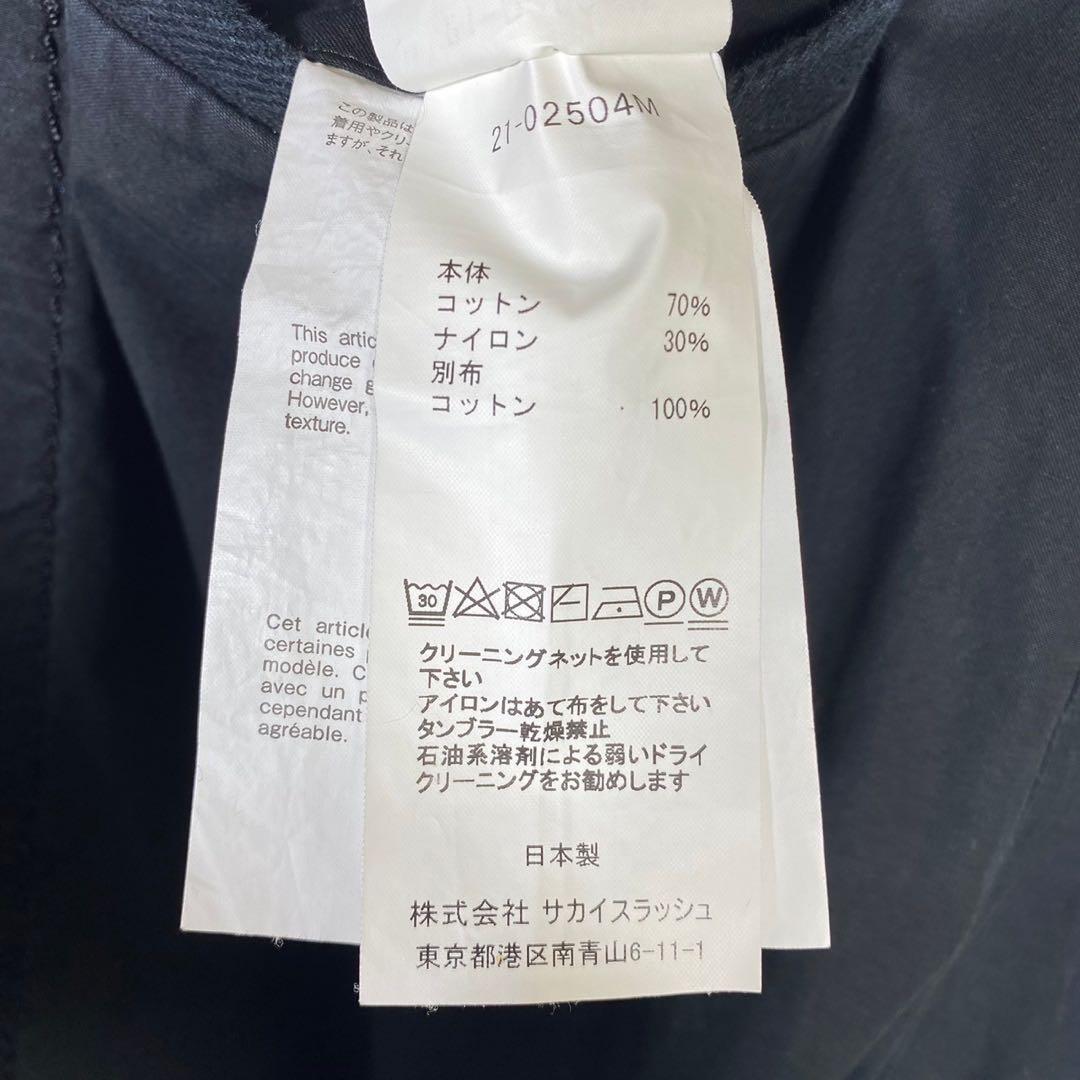 21-02504M
本体
コットン 70%
ナイロン 30%
別布
コットン 100%
30
P
W
クリーニングネットを使用して
下さい
アイロンはあて布をして下さい
タンブラー乾燥禁止
石油系溶剤による弱いドライ
クリーニングをお勧めします
日本製
株式会社 サカイスラッシュ
東京都港区南青山6-11-1
この製品は
着用やクリ
ますが、それ
This artic
produce
change g
However,
texture.
Cet article
certaines
modèle. C
avec un p
cependant
agréable.